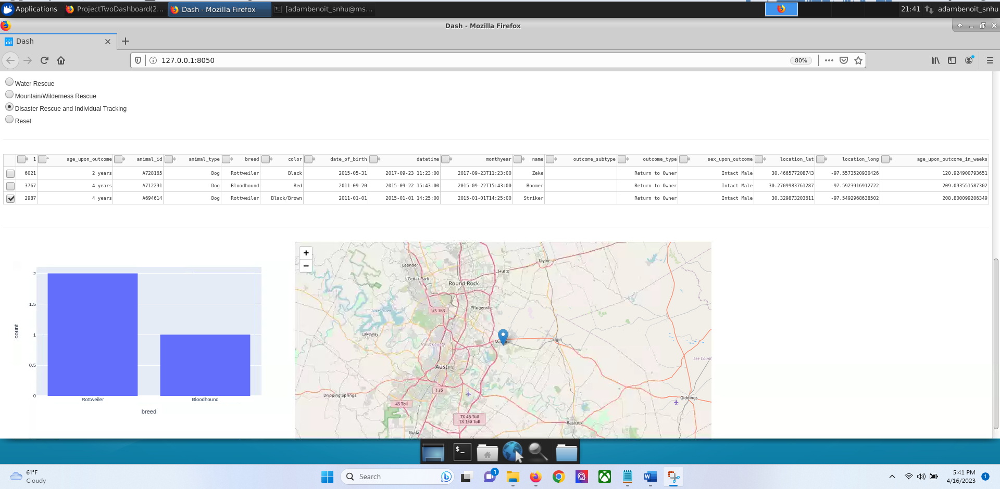 Applications
ProjectTwoDashboard(2...
Dash - Mozilla Firefox
[adambenoit_snhu@ms...
21:41
adambenoit_snhu
Dash - Mozilla Firefox
Dash
127.0.0.1:8050
80%
Water Rescue
Mountain/Wilderness Rescue
Disaster Rescue and Individual Tracking
Reset
1 age_upon_outcome animal_id animal_type breed color date_of_birth datetime monthyear name outcome_subtype outcome_type sex_upon_outcome location_lat location_long age_upon_outcome_in_weeks
6021 2 years A728165 Dog Rottweiler Black 2015-05-31 2017-09-23 11:23:00 2017-09-23T11:23:00 Zeke Return to Owner Intact Male 30.466577208743 -97.5573520930426 120.924900793651
3767 4 years A712291 Dog Bloodhound Red 2011-09-20 2015-09-22 15:43:00 2015-09-22T15:43:00 Boomer Return to Owner Intact Male 30.2709983761287 -97.5923916912722 209.093551587302
2987 4 years A694614 Dog Rottweiler Black/Brown 2011-01-01 2015-01-01 14:25:00 2015-01-01T14:25:00 Striker Return to Owner Intact Male 30.329873203611 -97.5492968638502 208.800099206349
2
1.5
1
0.5
0
count
Rottweiler
Bloodhound
breed
+
−
Leander
Taylor
Hutto
Cedar Park
Round Rock
US 183
Pflugerville
Lake Travis
Lakeway
Travis County
Elgin
Lee Count
Austin
I 35
Dripping Springs
Giddings
45 Toll
TX 45 Toll
TX 130 Toll
Bastrop
Buda
$_
61°F
Cloudy
Search
1
5:41 PM
4/16/2023
1